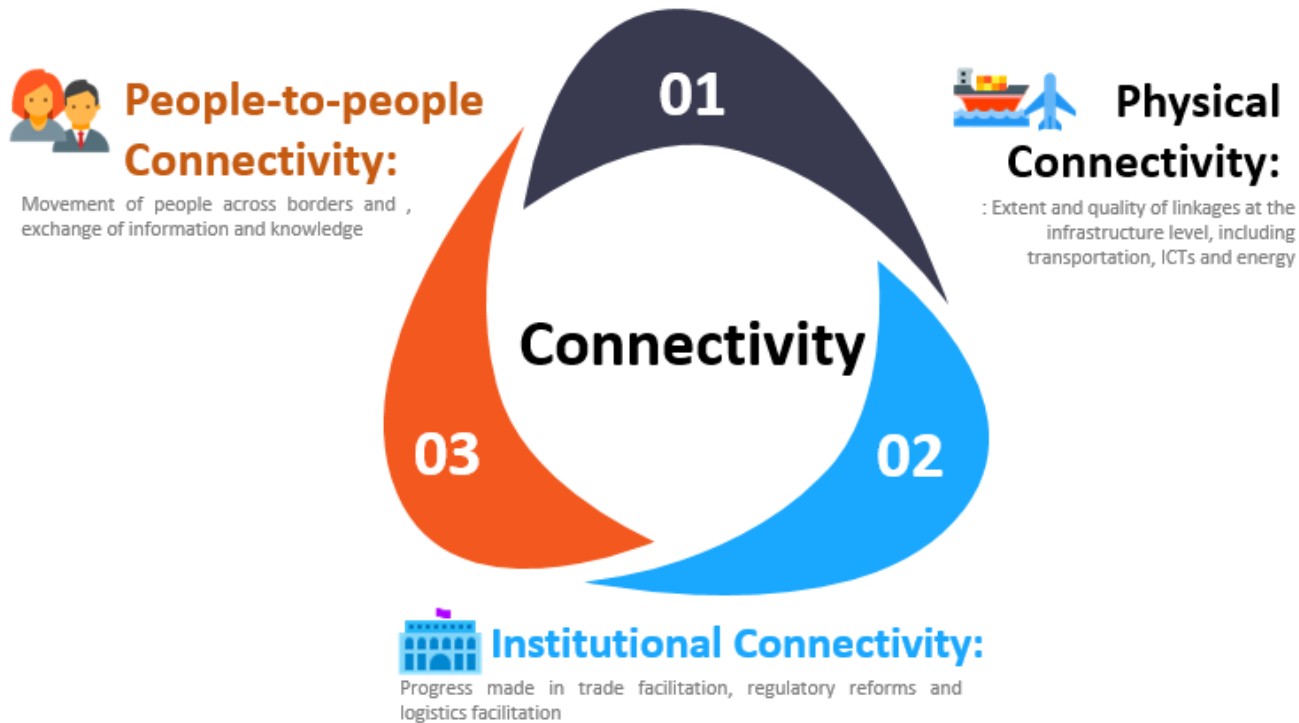 01
People-to-people
Connectivity:
Movement of people across borders and ,
exchange of information and knowledge
Physical
Connectivity:
: Extent and quality of linkages at the
infrastructure level, including
transportation, ICTs and energy
Connectivity
03
02
Institutional Connectivity:
Progress made in trade facilitation, regulatory reforms and
logistics facilitation